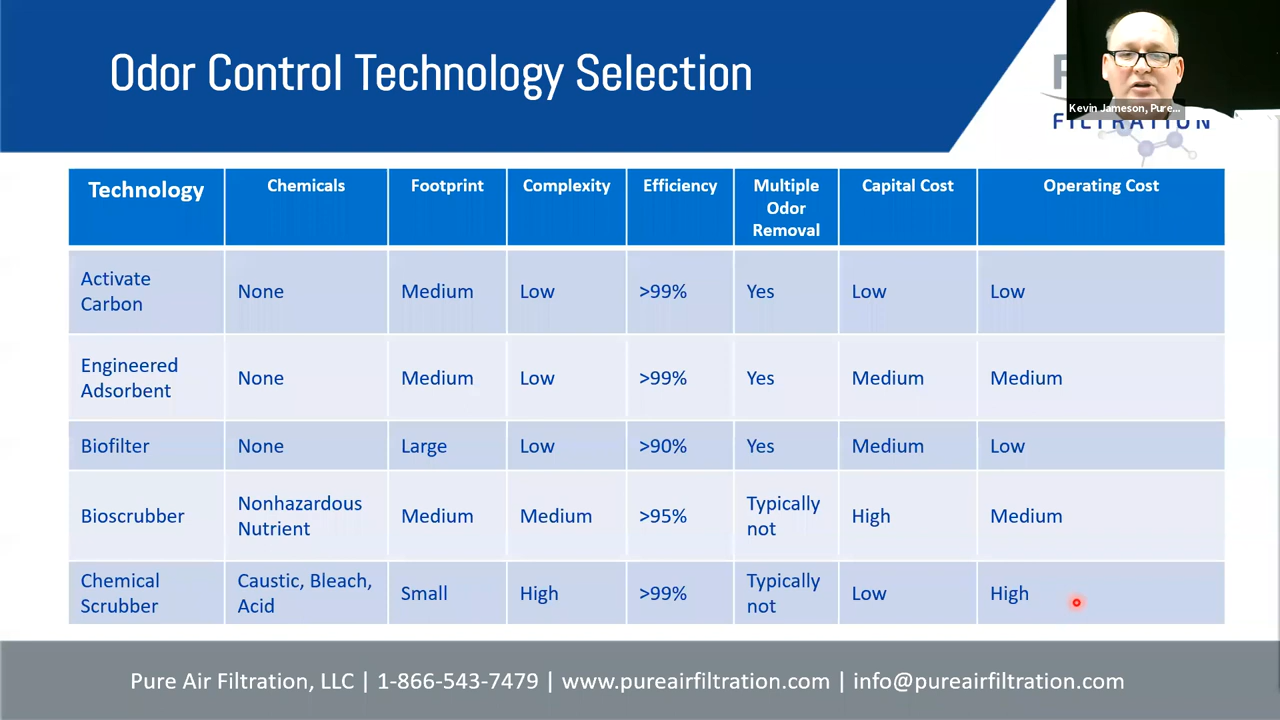 Odor Control Technology Selection
Kevin Jameson, Pure...
FILTRATION
Technology Chemicals Footprint Complexity Efficiency Multiple Capital Cost Operating Cost
Odor
Removal
Activate
Carbon
None Medium Low >99% Yes Low Low
Engineered
Adsorbent
None Medium Low >99% Yes Medium Medium
Biofilter None Large Low >90% Yes Medium Low
Bioscrubber
Nonhazardous
Nutrient
Medium Medium >95%
Typically
not
High Medium
Chemical
Scrubber
Caustic, Bleach,
Acid
Small High >99%
Typically
not
Low High
Pure Air Filtration, LLC | 1-866-543-7479 | www.pureairfiltration.com | info@pureairfiltration.com